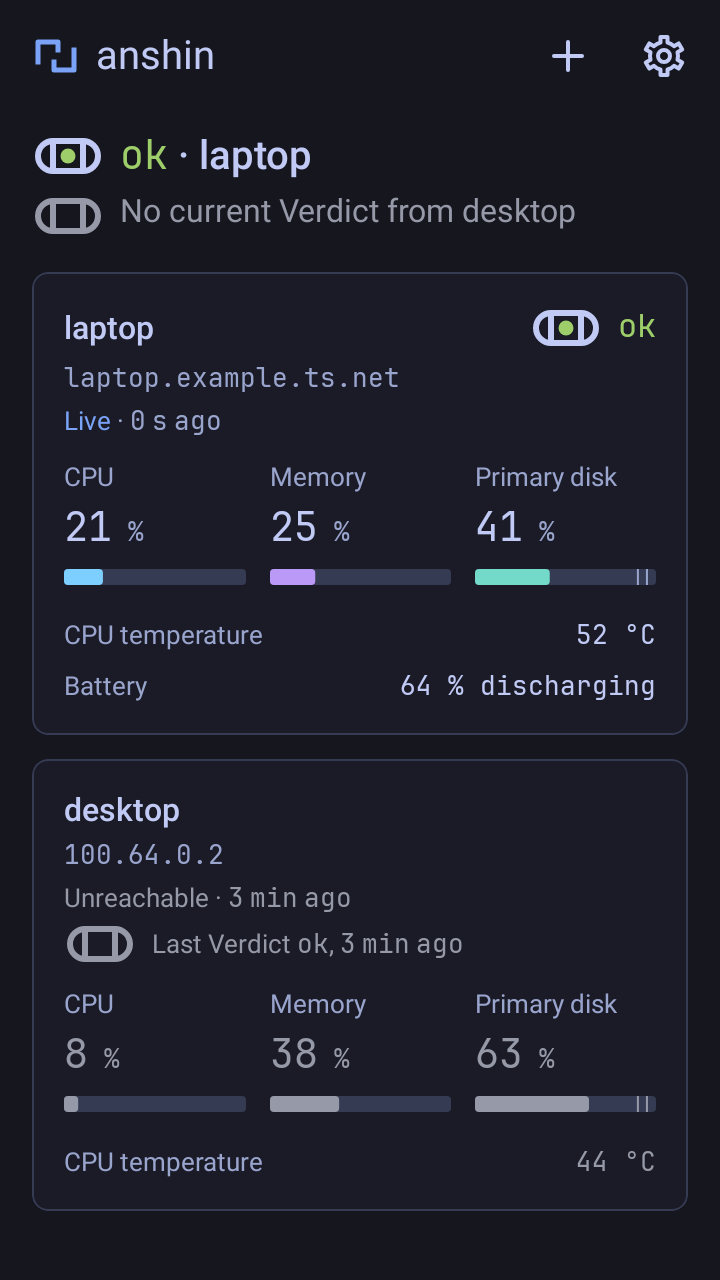 anshin
ok · laptop
No current Verdict from desktop
laptop
ok
laptop.example.ts.net
Live · 0 s ago
CPU Memory Primary disk
21 % 25 % 41 %
CPU temperature 52 °C
Battery 64 % discharging
desktop
100.64.0.2
Unreachable · 3 min ago
Last Verdict ok, 3 min ago
CPU Memory Primary disk
8 % 38 % 63 %
CPU temperature 44 °C